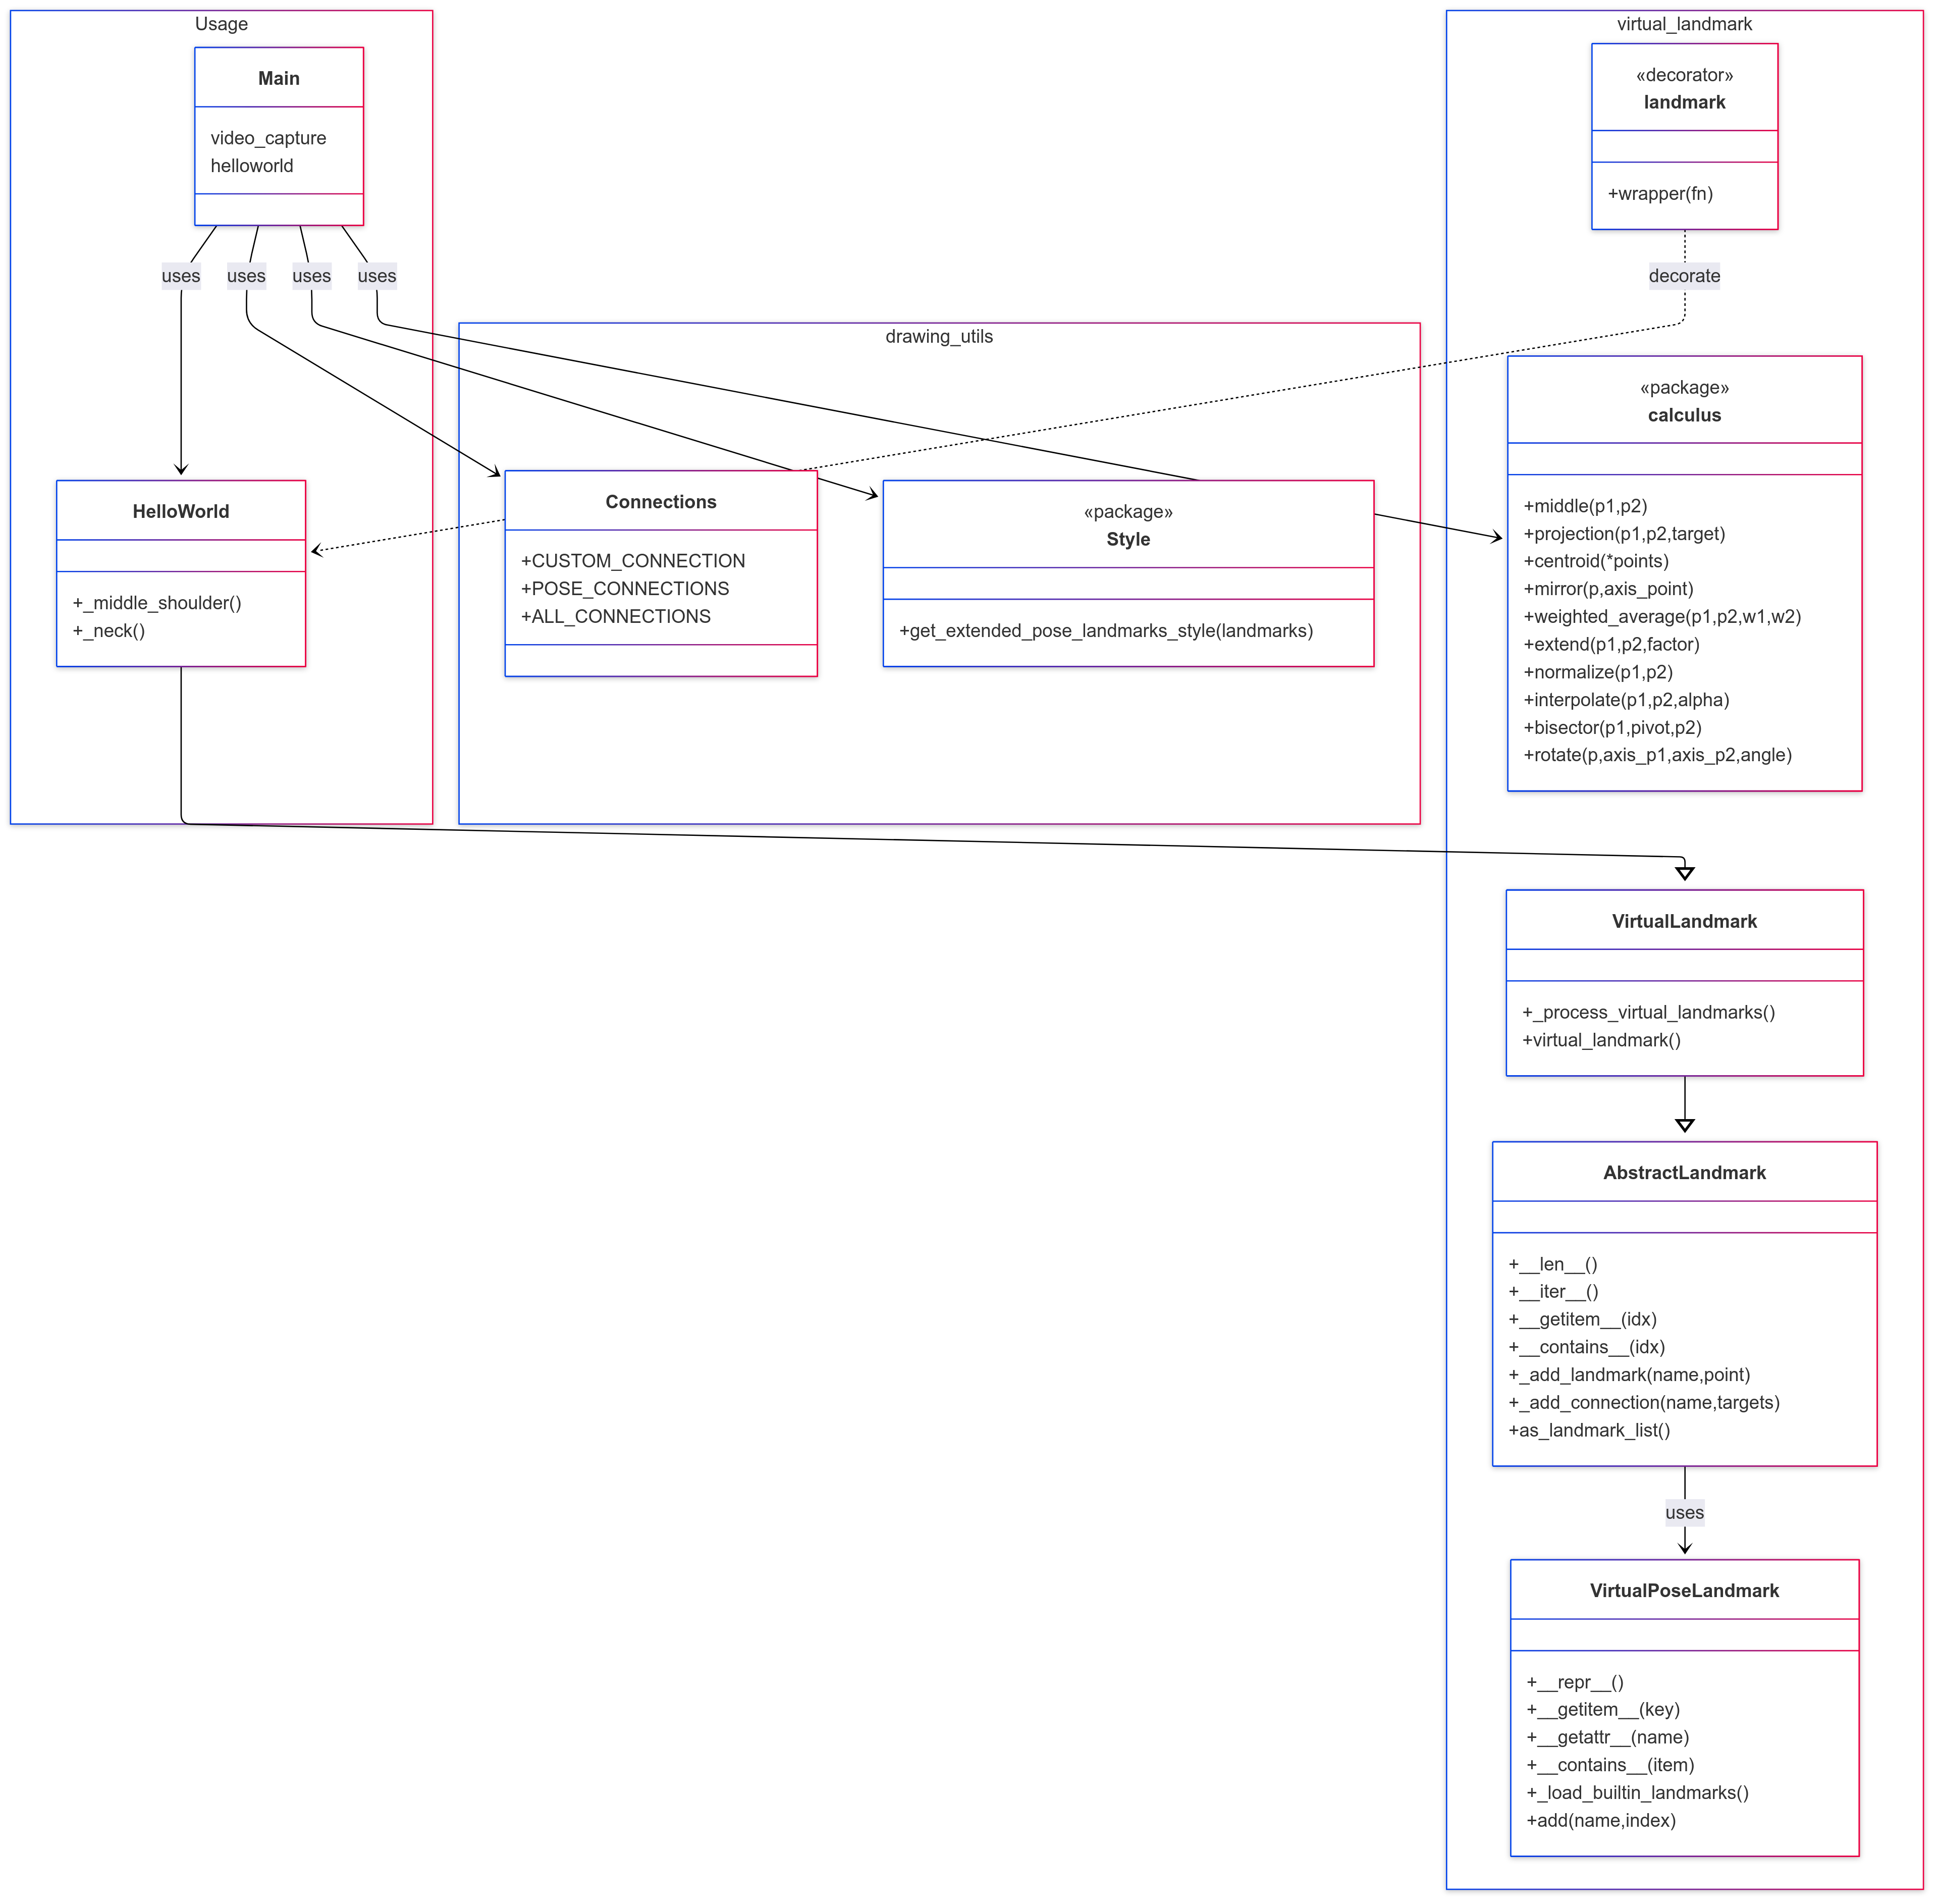 Usage
Main
video_capture
helloworld
uses
uses
uses
uses
HelloWorld
+_middle_shoulder()
+_neck()
drawing_utils
Connections
+CUSTOM_CONNECTION
+POSE_CONNECTIONS
+ALL_CONNECTIONS
«package»
Style
+get_extended_pose_landmarks_style(landmarks)
virtual_landmark
«decorator»
landmark
+wrapper(fn)
decorate
«package»
calculus
+middle(p1,p2)
+projection(p1,p2,target)
+centroid(*points)
+mirror(p,axis_point)
+weighted_average(p1,p2,w1,w2)
+extend(p1,p2,factor)
+normalize(p1,p2)
+interpolate(p1,p2,alpha)
+bisector(p1,pivot,p2)
+rotate(p,axis_p1,axis_p2,angle)
VirtualLandmark
+_process_virtual_landmarks()
+virtual_landmark()
AbstractLandmark
+__len__()
+__iter__()
+__getitem__(idx)
+__contains__(idx)
+_add_landmark(name,point)
+_add_connection(name,targets)
+as_landmark_list()
uses
VirtualPoseLandmark
+__repr__()
+__getitem__(key)
+__getattr__(name)
+__contains__(item)
+_load_builtin_landmarks()
+add(name,index)